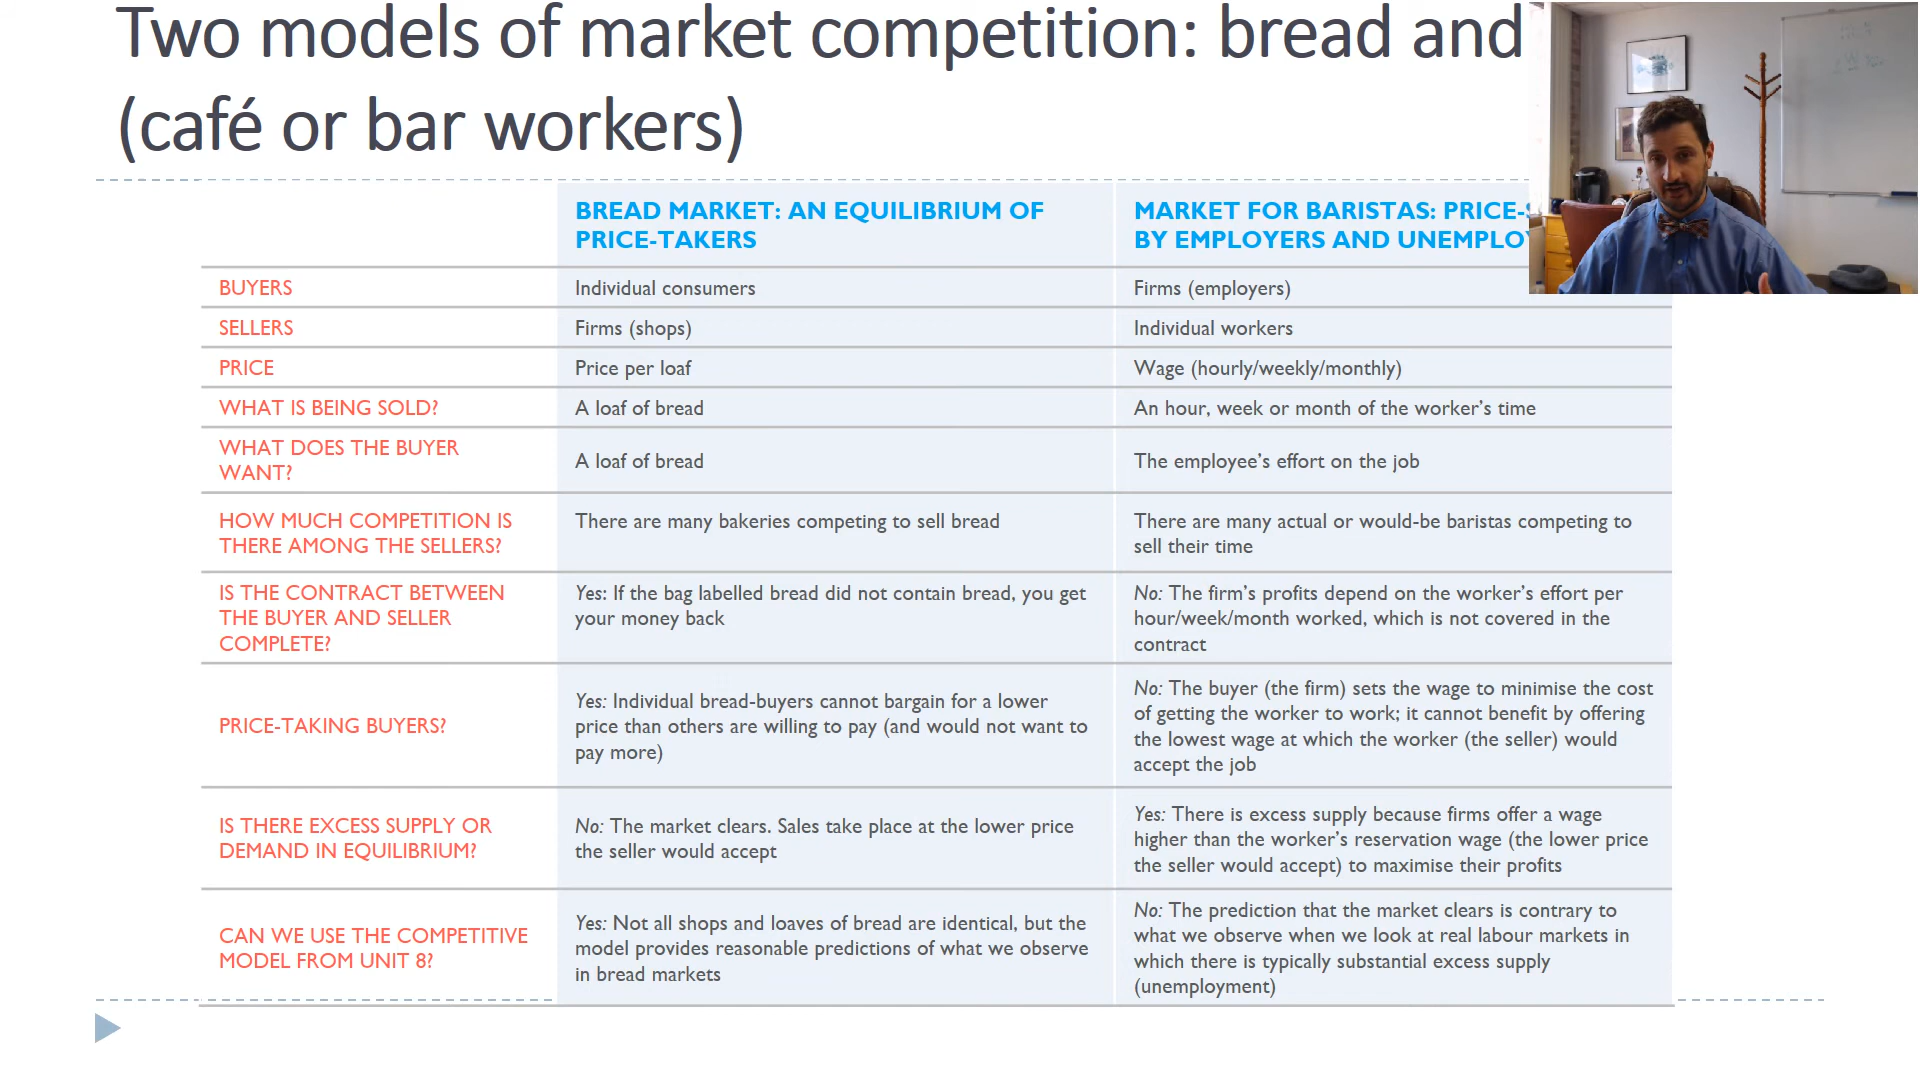 Two models of market competition: bread and
(café or bar workers)
BREAD MARKET: AN EQUILIBRIUM OF
PRICE-TAKERS
MARKET FOR BARISTAS: PRICE-
BY EMPLOYERS AND UNEMPLO
BUYERS
Individual consumers
Firms (employers)
SELLERS
Firms (shops)
Individual workers
PRICE
Price per loaf
Wage (hourly/weekly/monthly)
WHAT IS BEING SOLD?
A loaf of bread
An hour, week or month of the worker's time
WHAT DOES THE BUYER
WANT?
A loaf of bread
The employee's effort on the job
HOW MUCH COMPETITION IS
THERE AMONG THE SELLERS?
There are many bakeries competing to sell bread
There are many actual or would-be baristas competing to
sell their time
IS THE CONTRACT BETWEEN
THE BUYER AND SELLER
COMPLETE?
Yes: If the bag labelled bread did not contain bread, you get
your money back
No: The firm's profits depend on the worker's effort per
hour/week/month worked, which is not covered in the
contract
PRICE-TAKING BUYERS?
Yes: Individual bread-buyers cannot bargain for a lower
price than others are willing to pay (and would not want to
pay more)
No: The buyer (the firm) sets the wage to minimise the cost
of getting the worker to work; it cannot benefit by offering
the lowest wage at which the worker (the seller) would
accept the job
IS THERE EXCESS SUPPLY OR
DEMAND IN EQUILIBRIUM?
No: The market clears. Sales take place at the lower price
the seller would accept
Yes: There is excess supply because firms offer a wage
higher than the worker's reservation wage (the lower price
the seller would accept) to maximise their profits
CAN WE USE THE COMPETITIVE
MODEL FROM UNIT 8?
Yes: Not all shops and loaves of bread are identical, but the
model provides reasonable predictions of what we observe
in bread markets
No: The prediction that the market clears is contrary to
what we observe when we look at real labour markets in
which there is typically substantial excess supply
(unemployment)